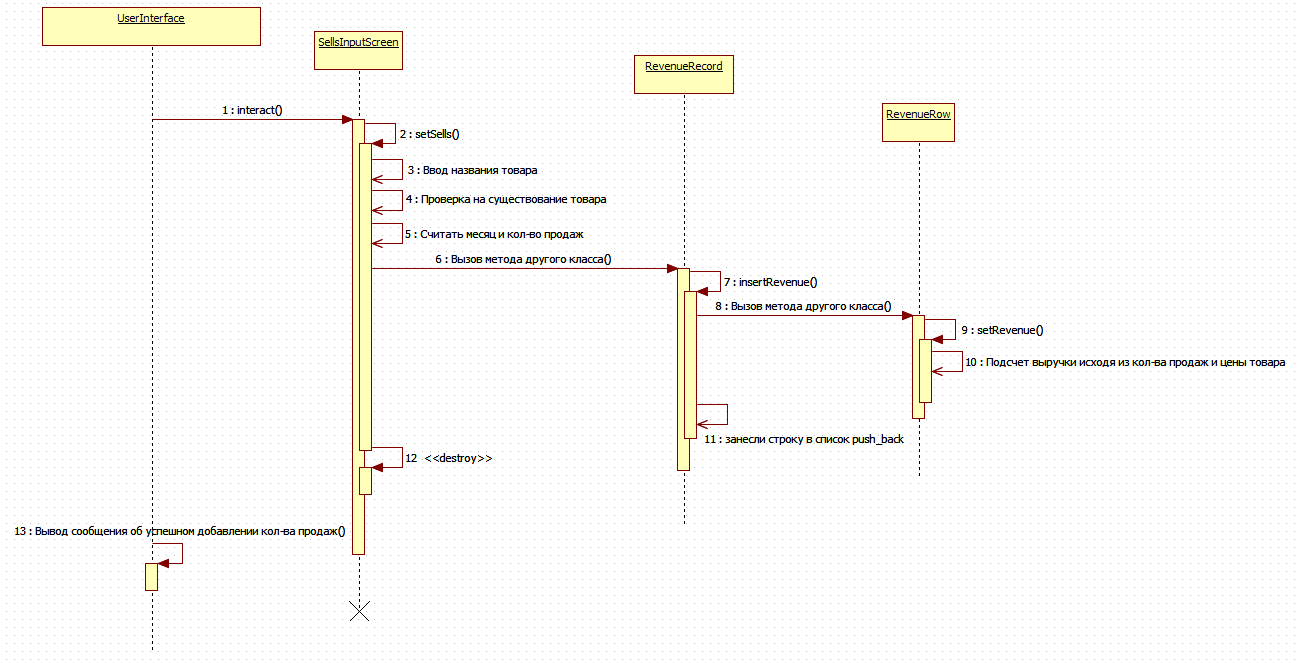 UserInterface
SellsInputScreen
RevenueRecord
RevenueRow
1 : interact()
2 : setSells()
3 : Ввод названия товара
4 : Проверка на существование товара
5 : Считать месяц и кол-во продаж
6 : Вызов метода другого класса()
7 : insertRevenue()
8 : Вызов метода другого класса()
9 : setRevenue()
10 : Подсчет выручки исходя из кол-ва продаж и цены товара
11 : занесли строку в список push_back
12 <<destroy>>
13 : Вывод сообщения об успешном добавлении кол-ва продаж()